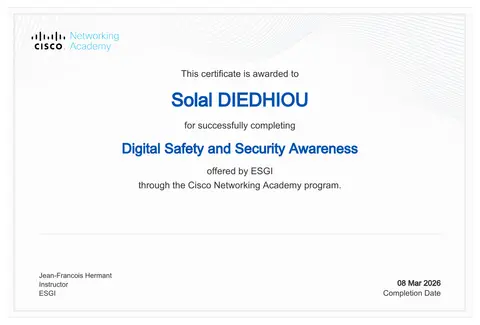 CISCO
Networking
Academy
This certificate is awarded to
Solal DIEDHIOU
for successfully completing
Digital Safety and Security Awareness
offered by ESGI
through the Cisco Networking Academy program.
Jean-Francois Hermant
Instructor
ESGI
08 Mar 2026
Completion Date